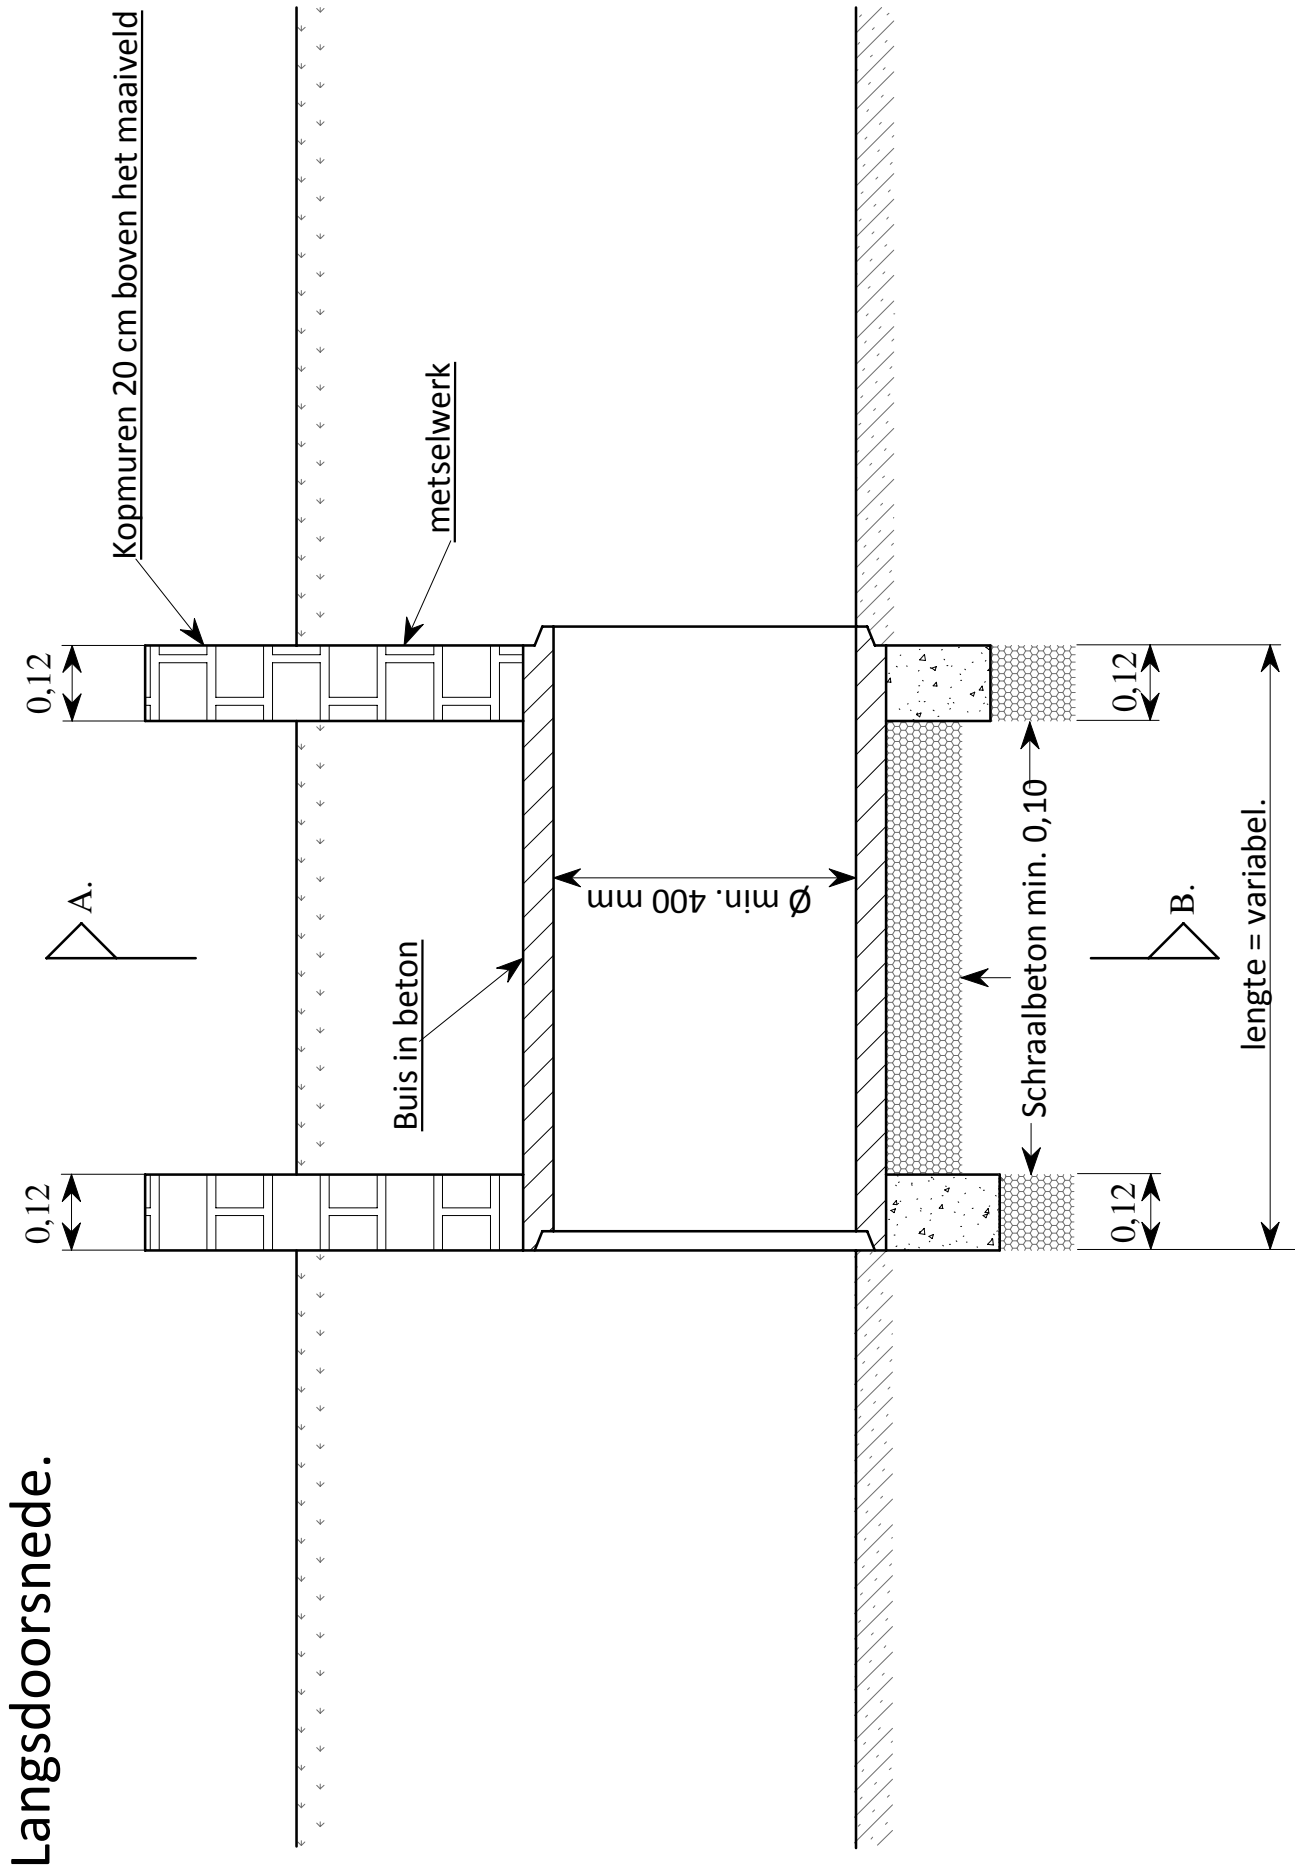 Langsdoorsnede.
A.
0,12
0,12
Kopmuren 20 cm boven het maaiveld
Buis in beton
metselwerk
Ø min. 400 mm
Schraalbeton min. 0,10
0,12
0,12
B.
lengte = variabel.